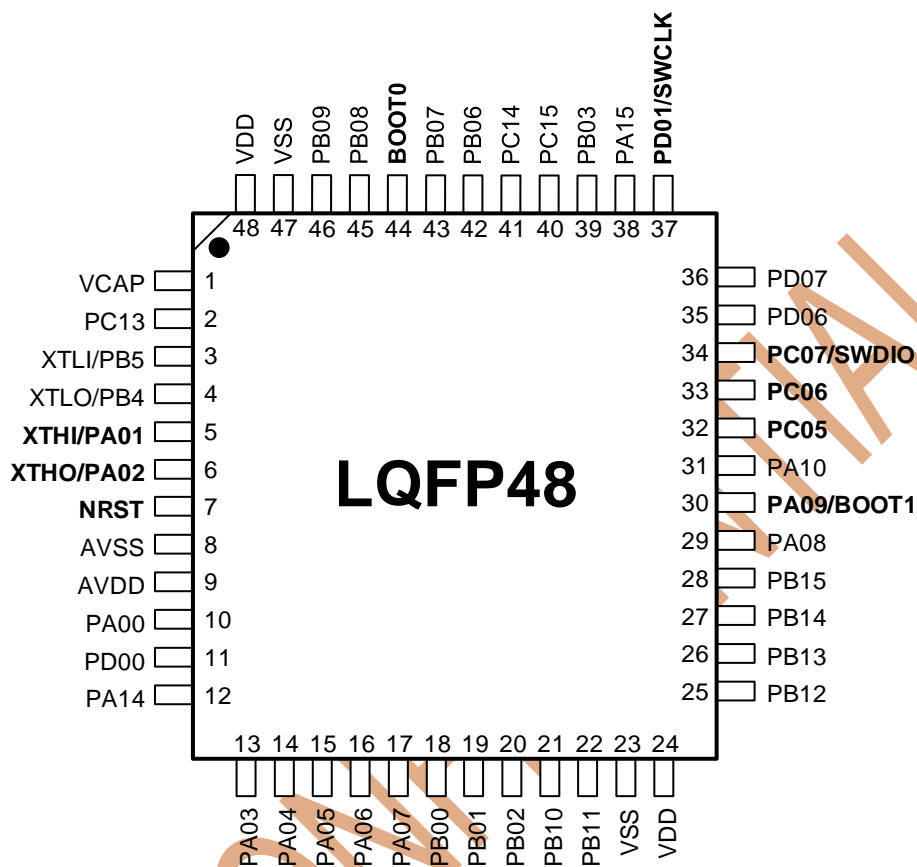 VDD
VSS
PB09
PB08
BOOT0
PB07
PB06
PC14
PC15
PB03
PA15
PD01/SWCLK
48 47 46 45 44 43 42 41 40 39 38 37
VCAP 1
PC13 2
XTLI/PB5 3
XTLO/PB4 4
XTHI/PA01 5
XTHO/PA02 6
NRST 7
AVSS 8
AVDD 9
PA00 10
PD00 11
PA14 12
LQFP48
36 PD07
35 PD06
34 PC07/SWDIO
33 PC06
32 PC05
31 PA10
30 PA09/BOOT1
29 PA08
28 PB15
27 PB14
26 PB13
25 PB12
13 14 15 16 17 18 19 20 21 22 23 24
PA03
PA04
PA05
PA06
PA07
PB00
PB01
PB02
PB10
PB11
VSS
VDD